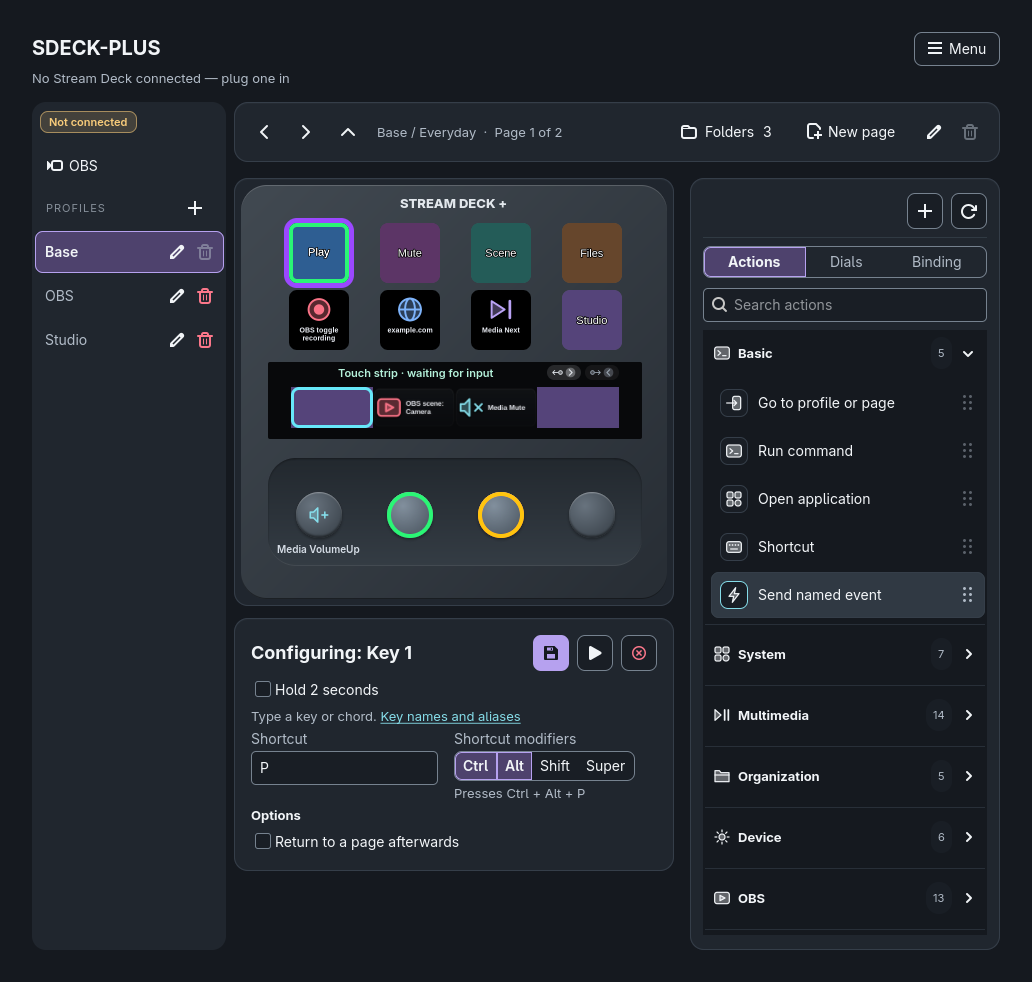 SDECK-PLUS
Menu
No Stream Deck connected — plug one in
Not connected
OBS
PROFILES
Base
OBS
Studio
Base / Everyday · Page 1 of 2
Folders 3
New page
STREAM DECK +
Play
Mute
Scene
Files
OBS toggle
recording
example.com
Media Next
Studio
Touch strip · waiting for input
OBS scene:
Camera
Media Mute
Media VolumeUp
Configuring: Key 1
Hold 2 seconds
Type a key or chord. Key names and aliases
Shortcut
P
Shortcut modifiers
Ctrl Alt Shift Super
Presses Ctrl + Alt + P
Options
Return to a page afterwards
Actions Dials Binding
Search actions
Basic 5
Go to profile or page
Run command
Open application
Shortcut
Send named event
System 7
Multimedia 14
Organization 5
Device 6
OBS 13